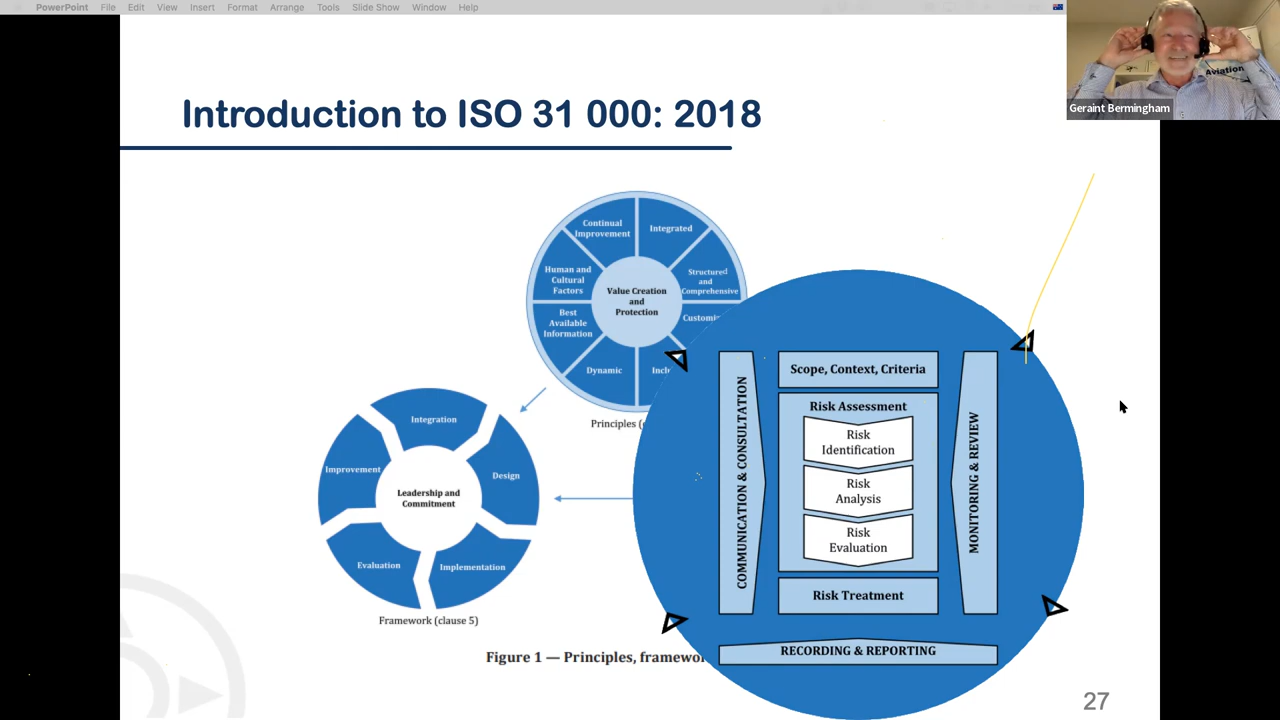 PowerPoint File Edit View Insert Format Arrange Tools Slide Show Window Help
Aviation
Geraint Bermingham
Introduction to ISO 31 000: 2018
Continual
Improvement
Integrated
Human and
Cultural
Factors
Structured
and
Comprehensive
Value Creation
and
Protection
Best
Available
Information
Customi
Dynamic
Incl
Principles (
Integration
Improvement
Design
Leadership and
Commitment
Evaluation
Implementation
Framework (clause 5)
Scope, Context, Criteria
COMMUNICATION & CONSULTATION
Risk Assessment
Risk
Identification
Risk
Analysis
Risk
Evaluation
MONITORING & REVIEW
Risk Treatment
RECORDING & REPORTING
Figure 1 — Principles, framewor
27